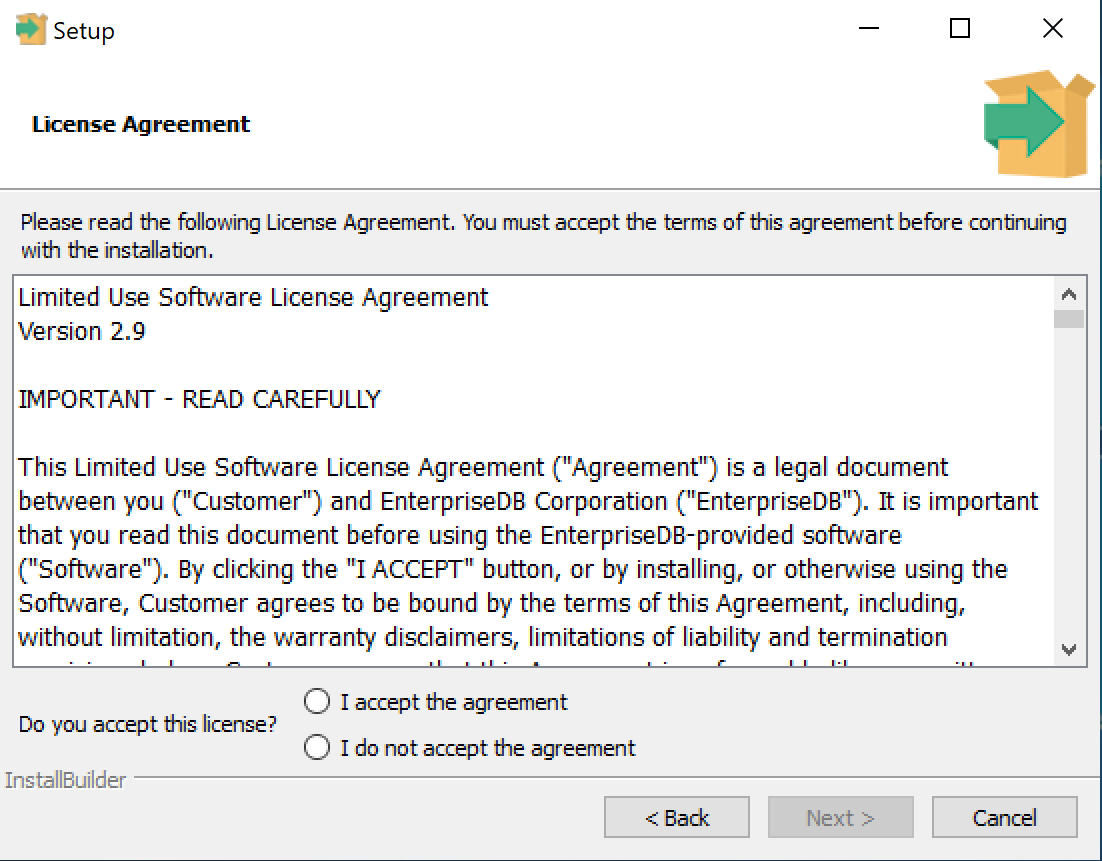 Setup
License Agreement
Please read the following License Agreement. You must accept the terms of this agreement before continuing
with the installation.
Limited Use Software License Agreement
Version 2.9
IMPORTANT - READ CAREFULLY
This Limited Use Software License Agreement ("Agreement") is a legal document
between you ("Customer") and EnterpriseDB Corporation ("EnterpriseDB"). It is important
that you read this document before using the EnterpriseDB-provided software
("Software"). By clicking the "I ACCEPT" button, or by installing, or otherwise using the
Software, Customer agrees to be bound by the terms of this Agreement, including,
without limitation, the warranty disclaimers, limitations of liability and termination
Do you accept this license?
I accept the agreement
I do not accept the agreement
InstallBuilder
< Back
Next >
Cancel